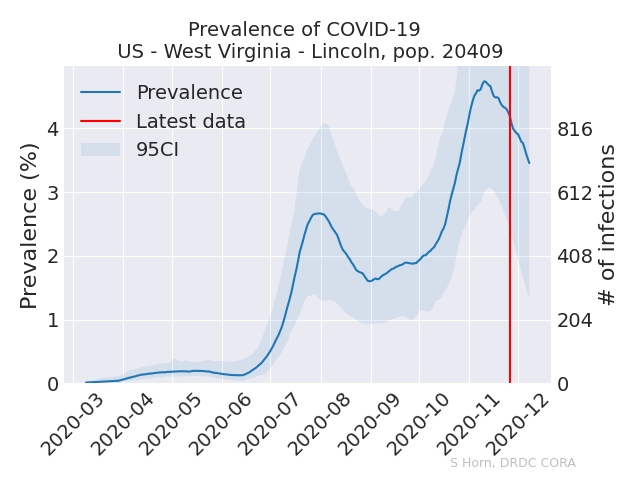 Prevalence of COVID-19
US - West Virginia - Lincoln, pop. 20409
Prevalence
Latest data
95CI
Prevalence (%)
4
3
2
1
0
816
612
408
204
0
# of infections
2020-03
2020-04
2020-05
2020-06
2020-07
2020-08
2020-09
2020-10
2020-11
2020-12
S Horn, DRDC CORA